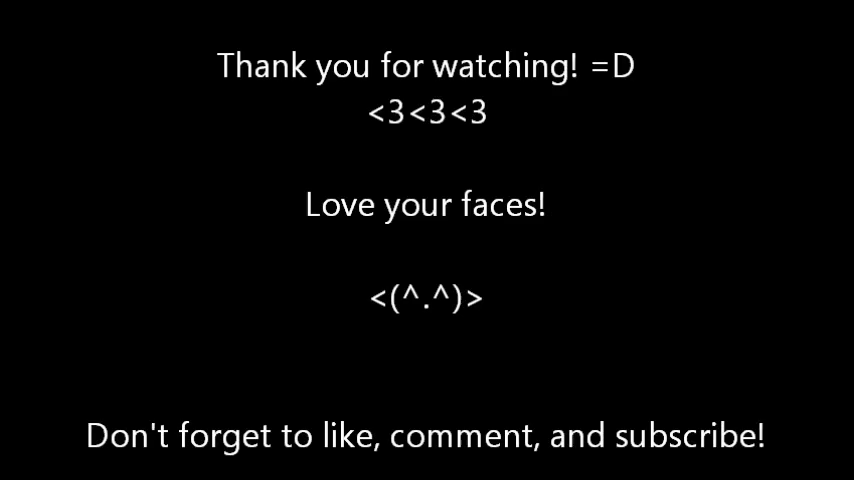 Thank you for watching! =D
<3<3<3
Love your faces!
<(^.^)>
Don't forget to like, comment, and subscribe!